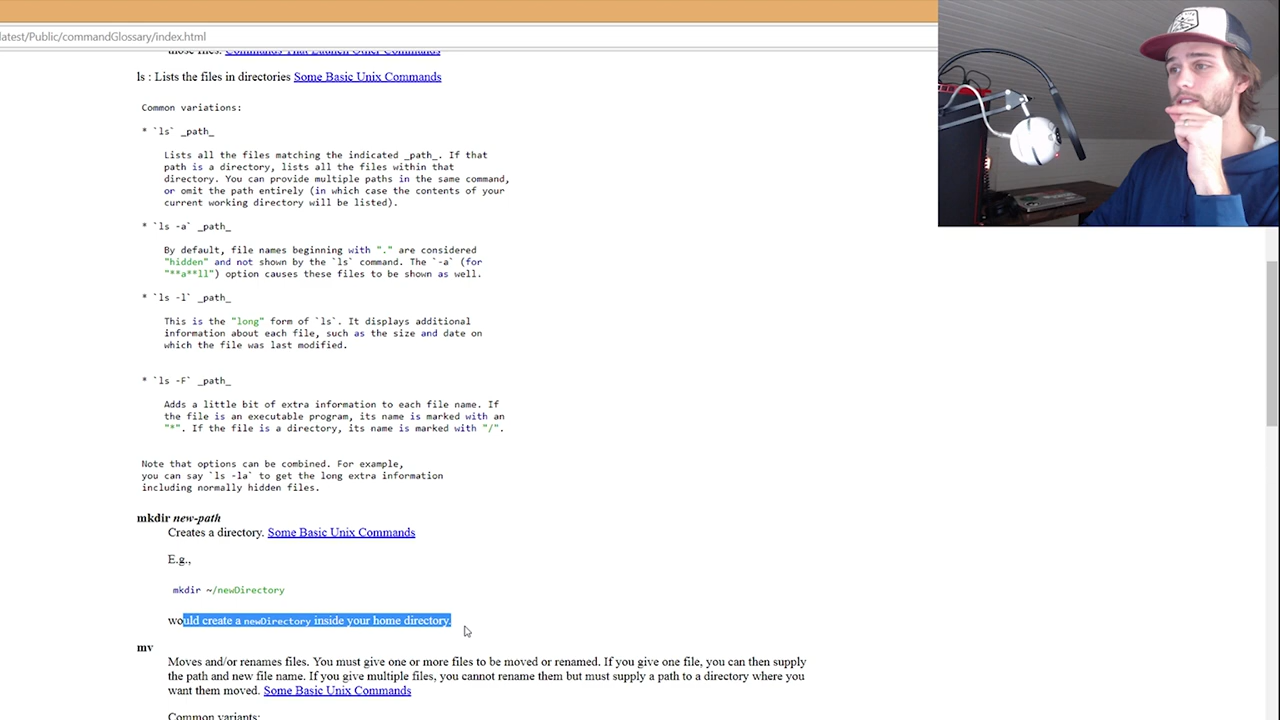 latest/Public/commandGlossary/index.html
those files. Commands That Launch Other Commands
ls : Lists the files in directories Some Basic Unix Commands
Common variations:
* `ls` _path_
Lists all the files matching the indicated _path_. If that
path is a directory, lists all the files within that
directory. You can provide multiple paths in the same command,
or omit the path entirely (in which case the contents of your
current working directory will be listed).
* `ls -a` _path_
By default, file names beginning with "." are considered
"hidden" and not shown by the `ls` command. The `-a` (for
"**a**ll") option causes these files to be shown as well.
* `ls -l` _path_
This is the "long" form of `ls`. It displays additional
information about each file, such as the size and date on
which the file was last modified.
* `ls -F` _path_
Adds a little bit of extra information to each file name. If
the file is an executable program, its name is marked with an
"*". If the file is a directory, its name is marked with "/".
Note that options can be combined. For example,
you can say `ls -la` to get the long extra information
including normally hidden files.
mkdir new-path
Creates a directory. Some Basic Unix Commands
E.g.,
mkdir ~/newDirectory
would create a newDirectory inside your home directory.
mv
Moves and/or renames files. You must give one or more files to be moved or renamed. If you give one file, you can then supply
the path and new file name. If you give multiple files, you cannot rename them but must supply a path to a directory where you
want them moved. Some Basic Unix Commands
Common variants: